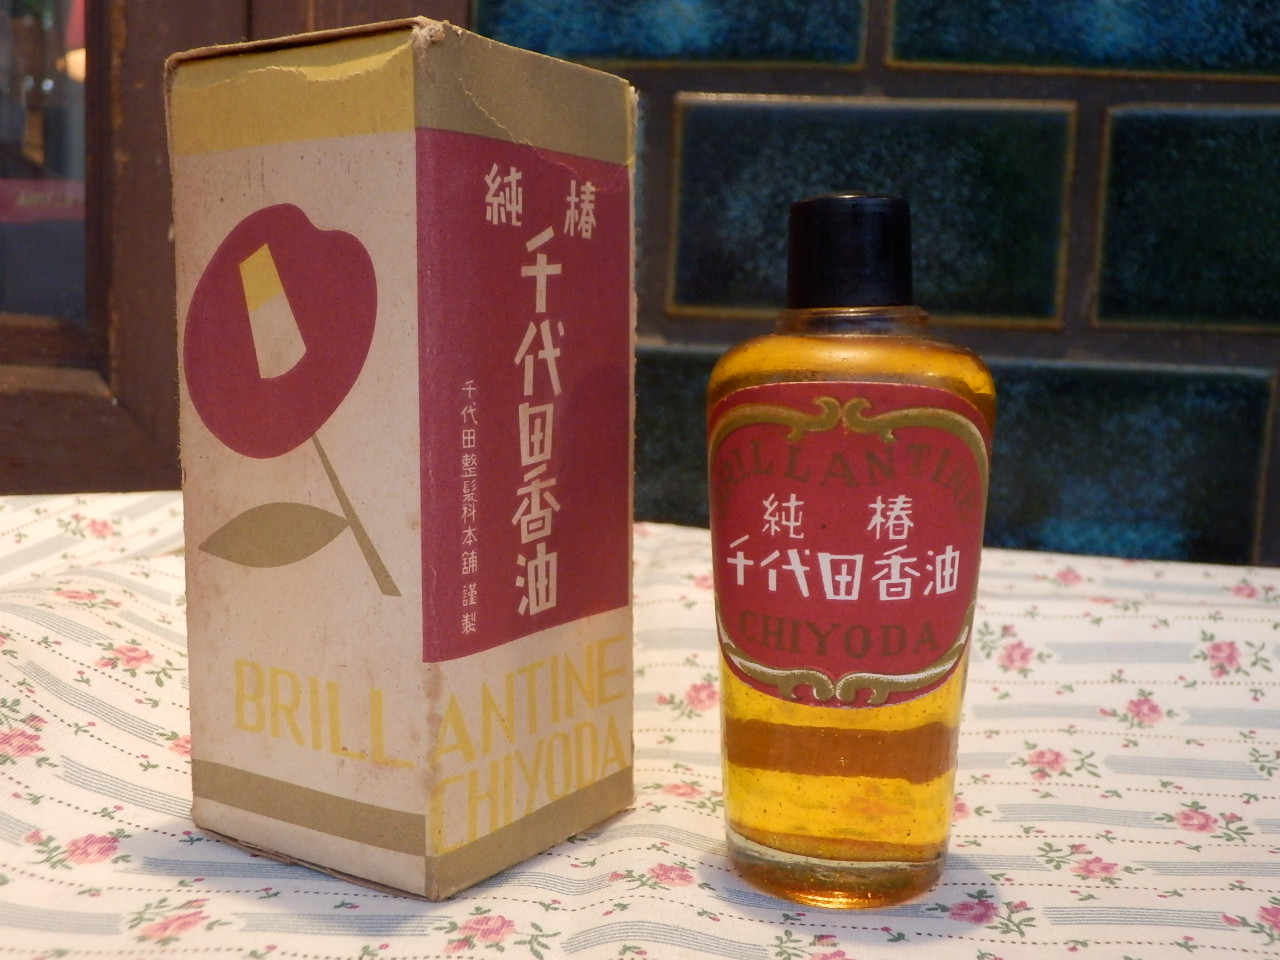 純 椿
千代田香油
千代田整髪料本舗 謹製
BRILLANTINE
CHIYODA
BRILLANTINE
純 椿
千代田香油
CHIYODA